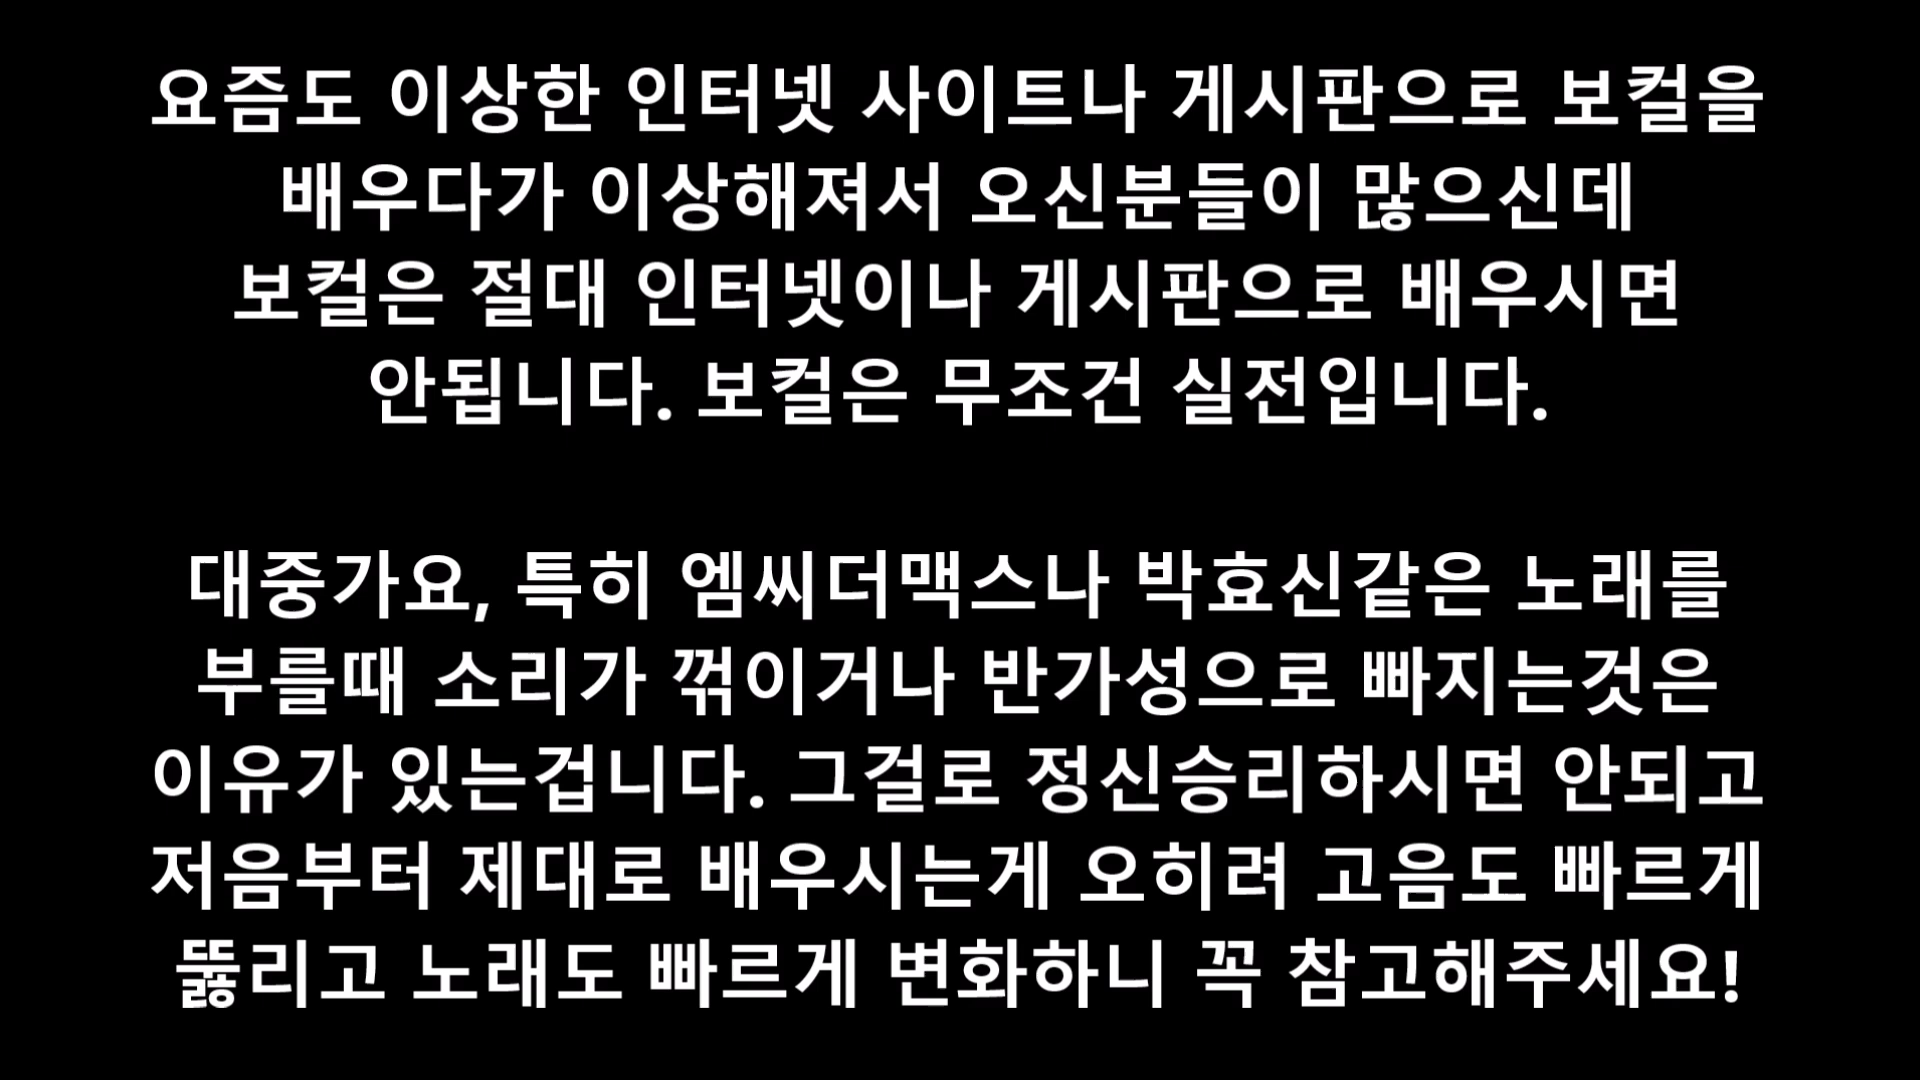 요즘도 이상한 인터넷 사이트나 게시판으로 보컬을
배우다가 이상해져서 오신분들이 많으신데
보컬은 절대 인터넷이나 게시판으로 배우시면
안됩니다. 보컬은 무조건 실전입니다.
대중가요, 특히 엠씨더맥스나 박효신같은 노래를
부를때 소리가 꺾이거나 반가성으로 빠지는것은
이유가 있는겁니다. 그걸로 정신승리하시면 안되고
저음부터 제대로 배우시는게 오히려 고음도 빠르게
뚫리고 노래도 빠르게 변화하니 꼭 참고해주세요!